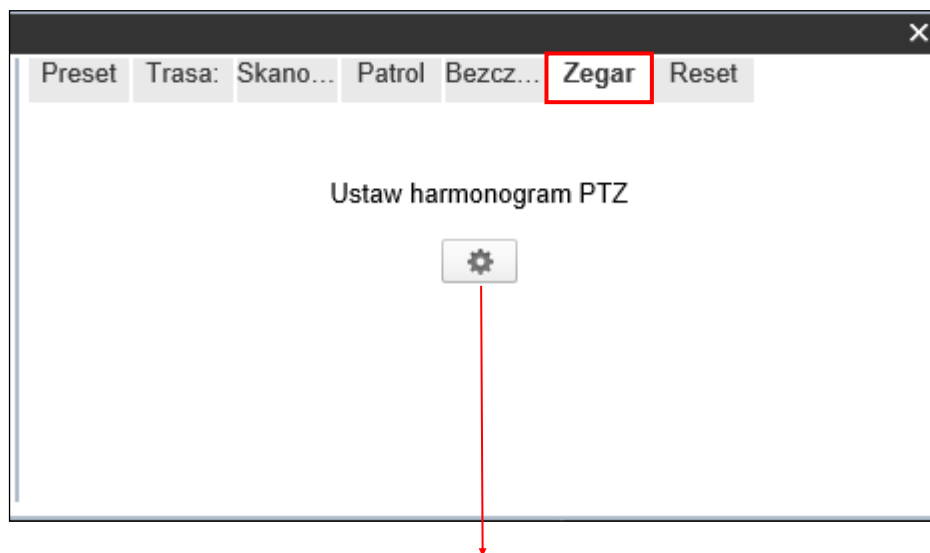 Preset Trasa: Skano... Patrol Bezcz... Zegar Reset
Ustaw harmonogram PTZ